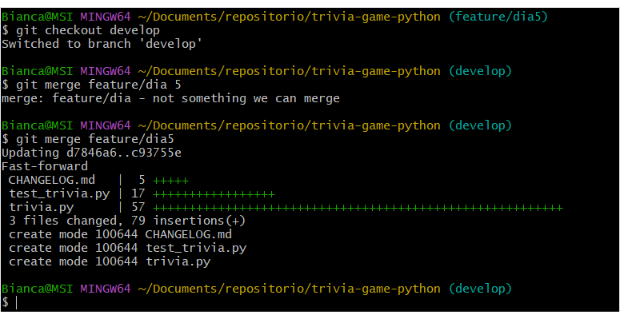 Bianca@MSI MINGW64 ~/Documents/repositorio/trivia-game-python (feature/dia5)
$ git checkout develop
Switched to branch 'develop'
Bianca@MSI MINGW64 ~/Documents/repositorio/trivia-game-python (develop)
$ git merge feature/dia 5
merge: feature/dia - not something we can merge
Bianca@MSI MINGW64 ~/Documents/repositorio/trivia-game-python (develop)
$ git merge feature/dia5
Updating d7846a6..c93755e
Fast-forward
 CHANGELOG.md   |  5 +++++
 test_trivia.py | 17 +++++++++++++++++
 trivia.py      | 57 +++++++++++++++++++++++++++++++++++++++++++++++++++++++++
 3 files changed, 79 insertions(+)
 create mode 100644 CHANGELOG.md
 create mode 100644 test_trivia.py
 create mode 100644 trivia.py
Bianca@MSI MINGW64 ~/Documents/repositorio/trivia-game-python (develop)
$